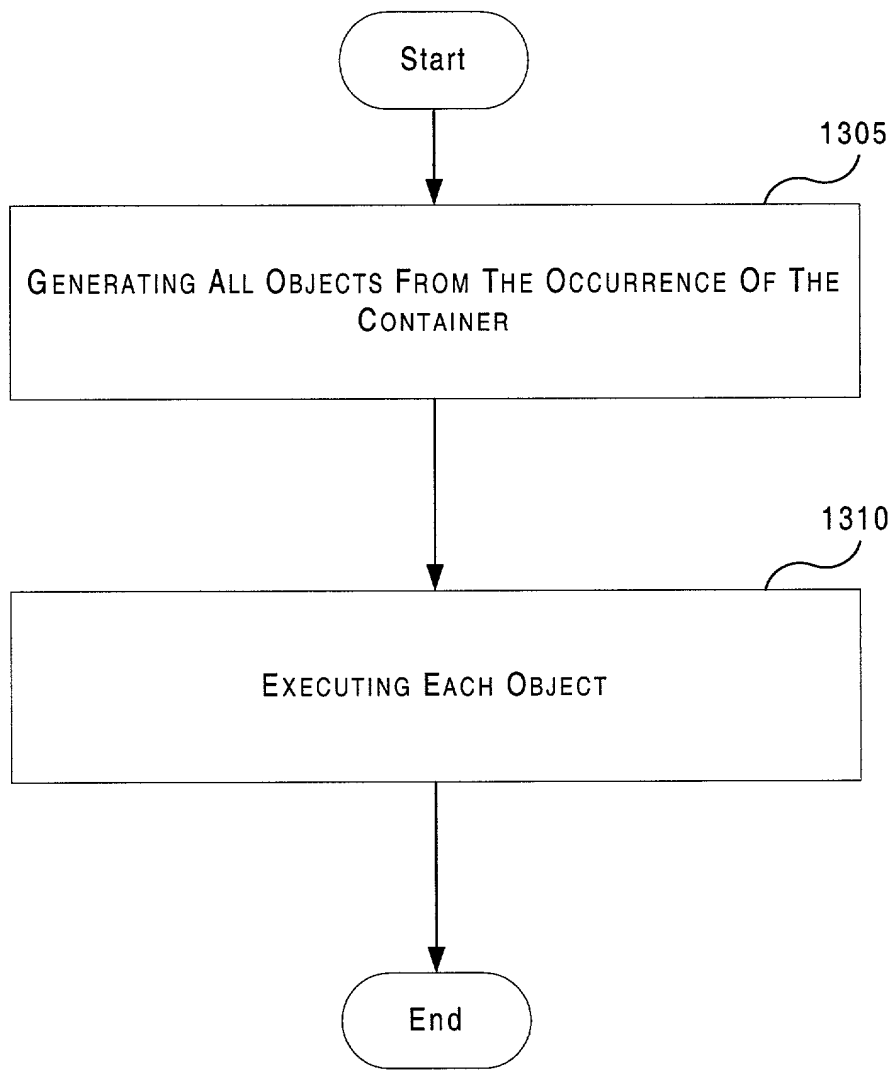 Start
1305
GENERATING ALL OBJECTS FROM THE OCCURRENCE OF THE
CONTAINER
1310
EXECUTING EACH OBJECT
End